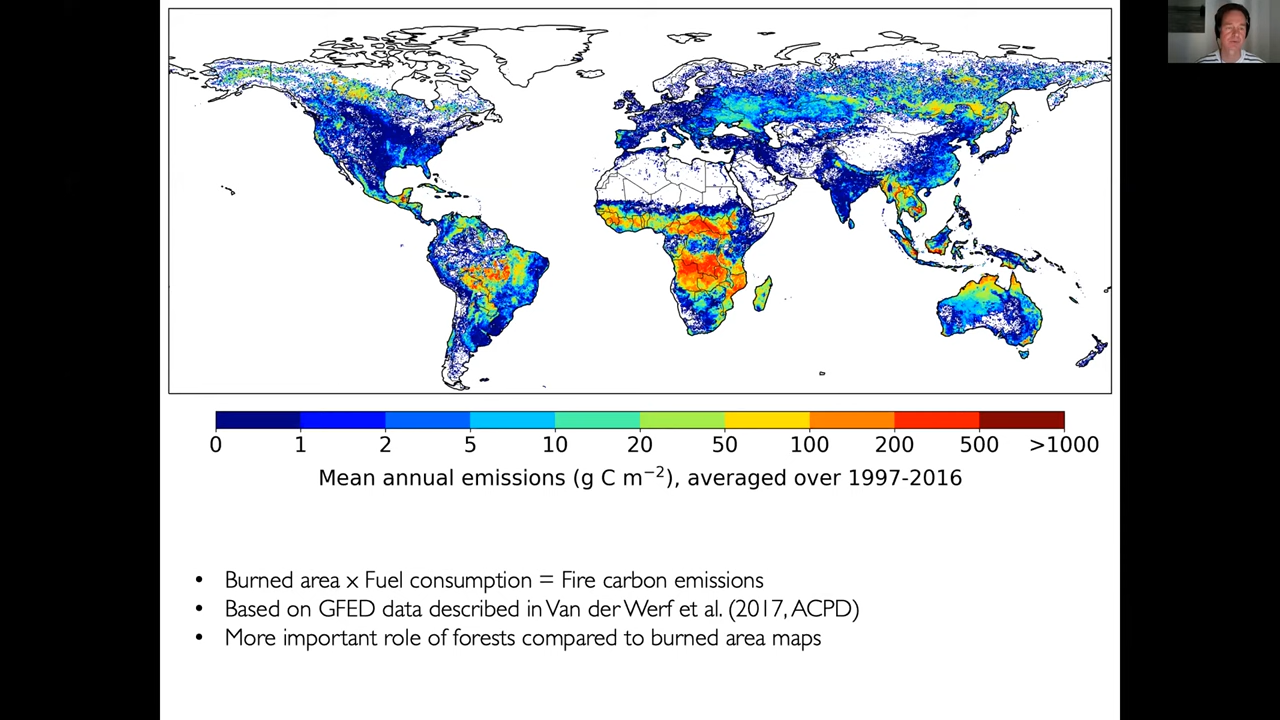 0 1 2 5 10 20 50 100 200 500 >1000
Mean annual emissions (g C m⁻²), averaged over 1997-2016
• Burned area x Fuel consumption = Fire carbon emissions
• Based on GFED data described in Van der Werf et al. (2017, ACPD)
• More important role of forests compared to burned area maps